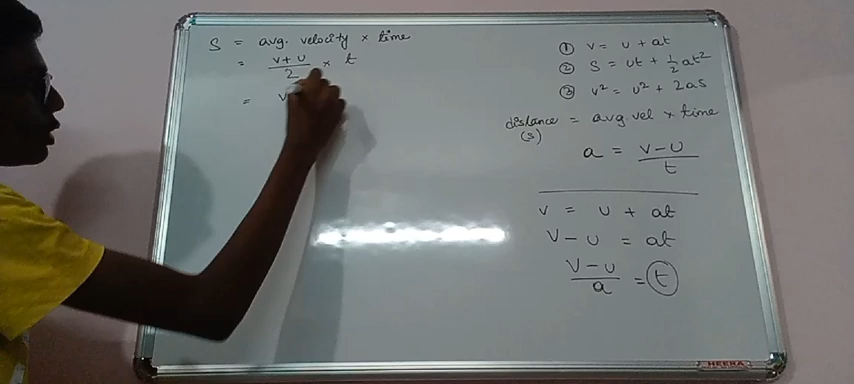 S = avg. velocity × time
= v+u/2 × t
= v
① v = u + at
② S = ut + 1/2 at²
③ v² = u² + 2as
distance = avg.vel × time
(s)
a = v-u/t
v = u + at
v-u = at
v-u/a = t
HEERA